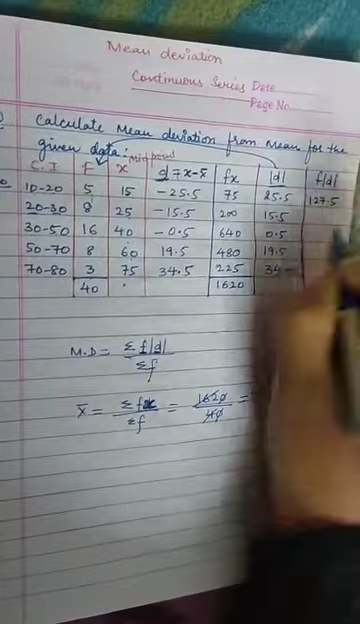 Mean deviation
Continuous Series Date
Page No
Calculate Mean deviation from Mean for the
given data:
C.I F x Mid point d = x-x̄ fx |d| f|d|
10-20 5 15 -25.5 75 25.5 127.5
20-30 8 25 -15.5 200 15.5
30-50 16 40 -0.5 640 0.5
50-70 8 60 19.5 480 19.5
70-80 3 75 34.5 225 34
40 1620
M.D = Σf|d| / Σf
x̄ = Σfx / Σf = 1620 / 40 =